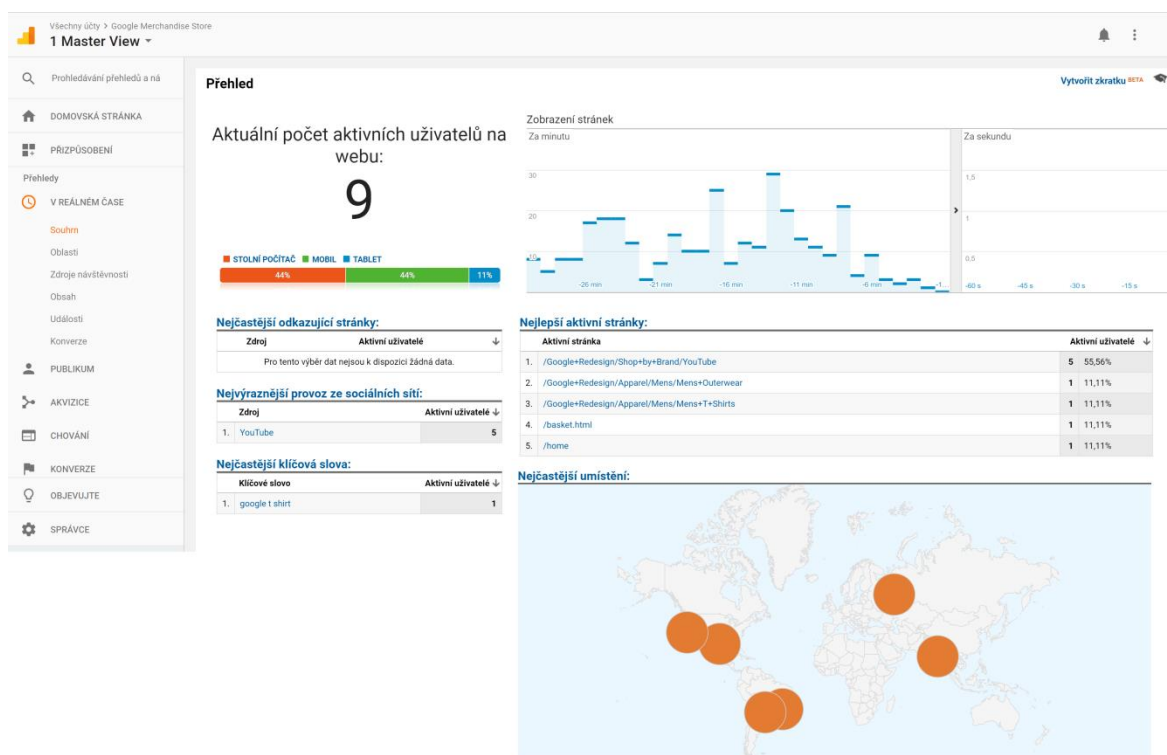 Všechny účty > Google Merchandise Store
1 Master View
Prohledávání přehledů a ná
DOMOVSKÁ STRÁNKA
PŘIZPŮSOBENÍ
Přehledy
V REÁLNÉM ČASE
Souhrn
Oblasti
Zdroje návštěvnosti
Obsah
Události
Konverze
PUBLIKUM
AKVIZICE
CHOVÁNÍ
KONVERZE
OBJEVUJTE
SPRÁVCE
Přehled
Vytvořit zkratku BETA
Aktuální počet aktivních uživatelů na
webu:
9
STOLNÍ POČÍTAČ MOBIL TABLET
44% 44% 11%
Zobrazení stránek
Za minutu
30
20
10
-26 min -21 min -16 min -11 min -6 min -1...
Za sekundu
1,5
1
0.5
-60 s -45 s -30 s -15 s
Nejčastější odkazující stránky:
Zdroj Aktivní uživatelé
Pro tento výběr dat nejsou k dispozici žádná data.
Nejvýraznější provoz ze sociálních sítí:
Zdroj Aktivní uživatelé
1. YouTube 5
Nejčastější klíčová slova:
Klíčové slovo Aktivní uživatelé
1. google t shirt 1
Nejlepší aktivní stránky:
Aktivní stránka Aktivní uživatelé
1. /Google+Redesign/Shop+by+Brand/YouTube 5 55,56%
2. /Google+Redesign/Apparel/Mens/Mens+Outerwear 1 11,11%
3. /Google+Redesign/Apparel/Mens/Mens+T+Shirts 1 11,11%
4. /basket.html 1 11,11%
5. /home 1 11,11%
Nejčastější umístění: